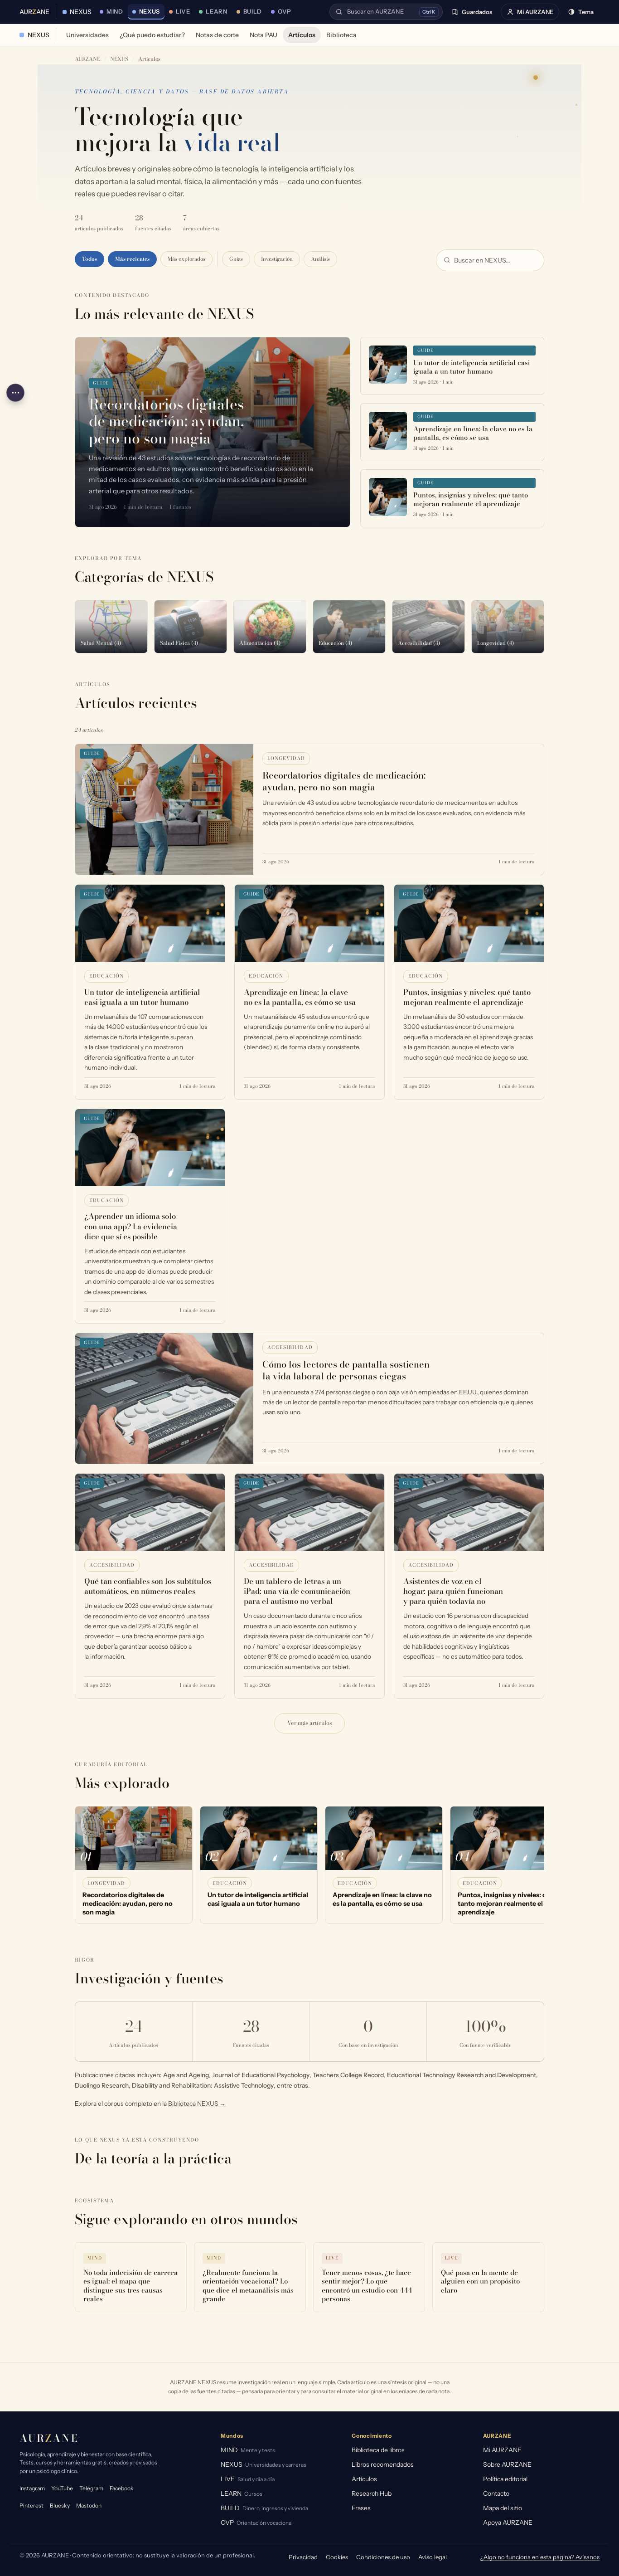 AURZANE
NEXUS
MIND
NEXUS
LIVE
LEARN
BUILD
OVP
Buscar en AURZANE
Ctrl K
Guardados
Mi AURZANE
Tema
NEXUS
Universidades
¿Qué puedo estudiar?
Notas de corte
Nota PAU
Artículos
Biblioteca
AURZANE
NEXUS
Artículos
TECNOLOGÍA, CIENCIA Y DATOS — BASE DE DATOS ABIERTA
Tecnología que
mejora la vida real
Artículos breves y originales sobre cómo la tecnología, la inteligencia artificial y los
datos aportan a la salud mental, física, la alimentación y más — cada uno con fuentes
reales que puedes revisar o citar.
24
artículos publicados
28
fuentes citadas
7
áreas cubiertas
Todos
Más recientes
Más explorados
Guías
Investigación
Análisis
Buscar en NEXUS...
CONTENIDO DESTACADO
Lo más relevante de NEXUS
GUIDE
Recordatorios digitales
de medicación: ayudan,
pero no son magia
Una revisión de 43 estudios sobre tecnologías de recordatorio de
medicamentos en adultos mayores encontró beneficios claros solo en la
mitad de los casos evaluados, con evidencia más sólida para la presión
arterial que para otros resultados.
31 ago 2026
1 min de lectura
1 fuentes
GUIDE
Un tutor de inteligencia artificial casi
iguala a un tutor humano
31 ago 2026 · 1 min
GUIDE
Aprendizaje en línea: la clave no es la
pantalla, es cómo se usa
31 ago 2026 · 1 min
GUIDE
Puntos, insignias y niveles: qué tanto
mejoran realmente el aprendizaje
31 ago 2026 · 1 min
EXPLORAR POR TEMA
Categorías de NEXUS
Salud Mental (3)
Salud Física (4)
Alimentación (3)
Educación (4)
Accesibilidad (4)
Longevidad (4)
ARTÍCULOS
Artículos recientes
24 artículos
GUIDE
LONGEVIDAD
Recordatorios digitales de medicación:
ayudan, pero no son magia
Una revisión de 43 estudios sobre tecnologías de recordatorio de medicamentos en adultos
mayores encontró beneficios claros solo en la mitad de los casos evaluados, con evidencia más
sólida para la presión arterial que para otros resultados.
31 ago 2026
1 min de lectura
GUIDE
EDUCACIÓN
Un tutor de inteligencia artificial
casi iguala a un tutor humano
Un metaanálisis de 107 comparaciones con
más de 14.000 estudiantes encontró que los
sistemas de tutoría inteligente superan
a la clase tradicional y no mostraron
diferencia significativa frente a un tutor
humano individual.
31 ago 2026
1 min de lectura
GUIDE
EDUCACIÓN
Aprendizaje en línea: la clave
no es la pantalla, es cómo se usa
Un metaanálisis de 45 estudios encontró que
el aprendizaje puramente online no superó al
presencial, pero el aprendizaje combinado
(blended) sí, de forma clara y consistente.
31 ago 2026
1 min de lectura
GUIDE
EDUCACIÓN
Puntos, insignias y niveles: qué tanto
mejoran realmente el aprendizaje
Un metaanálisis de 30 estudios con más de
3.000 estudiantes encontró una mejora
pequeña a moderada en el aprendizaje gracias
a la gamificación, aunque el efecto varía
mucho según qué mecánica de juego se use.
31 ago 2026
1 min de lectura
GUIDE
EDUCACIÓN
¿Aprender un idioma solo
con una app? La evidencia
dice que sí es posible
Estudios de eficacia con estudiantes
universitarios muestran que completar ciertos
tramos de una app de idiomas puede producir
un dominio comparable al de varios semestres
de clases presenciales.
31 ago 2026
1 min de lectura
GUIDE
ACCESIBILIDAD
Cómo los lectores de pantalla sostienen
la vida laboral de personas ciegas
En una encuesta a 274 personas ciegas o con baja visión empleadas en EE.UU., quienes dominan
más de un lector de pantalla reportan menos dificultades para trabajar con eficiencia que quienes
usan solo uno.
31 ago 2026
1 min de lectura
GUIDE
ACCESIBILIDAD
Qué tan confiables son los subtítulos
automáticos, en números reales
Un estudio de 2023 que evaluó once sistemas
de reconocimiento de voz encontró una tasa
de error que va del 2,9% al 20,1% según el
proveedor — una brecha enorme para algo
que debería garantizar acceso básico a
la información.
31 ago 2026
1 min de lectura
GUIDE
ACCESIBILIDAD
De un tablero de letras a un
iPad: una vía de comunicación
para el autismo no verbal
Un caso documentado durante cinco años
muestra a un adolescente con autismo y
dispraxia severa pasar de comunicarse con "sí /
no / hambre" a expresar ideas complejas y
obtener 91% de promedio académico, usando
comunicación aumentativa por tablet.
31 ago 2026
1 min de lectura
GUIDE
ACCESIBILIDAD
Asistentes de voz en el
hogar: para quién funcionan
y para quién todavía no
Un estudio con 16 personas con discapacidad
motora, cognitiva o de lenguaje encontró que
el uso exitoso de un asistente de voz depende
de habilidades cognitivas y lingüísticas
específicas — no es automático para todos.
31 ago 2026
1 min de lectura
Ver más artículos
CURADURÍA EDITORIAL
Más explorado
01
LONGEVIDAD
Recordatorios digitales de
medicación: ayudan, pero no
son magia
02
EDUCACIÓN
Un tutor de inteligencia artificial
casi iguala a un tutor humano
03
EDUCACIÓN
Aprendizaje en línea: la clave no
es la pantalla, es cómo se usa
04
EDUCACIÓN
Puntos, insignias y niveles:
tanto mejoran realmente el
aprendizaje
RIGOR
Investigación y fuentes
24
Artículos publicados
28
Fuentes citadas
0
Con base en investigación
100%
Con fuente verificable
Publicaciones citadas incluyen: Age and Ageing, Journal of Educational Psychology, Teachers College Record, Educational Technology Research and Development,
Duolingo Research, Disability and Rehabilitation: Assistive Technology, entre otras.
Explora el corpus completo en la Biblioteca NEXUS →
LO QUE NEXUS YA ESTÁ CONSTRUYENDO
De la teoría a la práctica
ECOSISTEMA
Sigue explorando en otros mundos
MIND
No toda indecisión de carrera
es igual: el mapa que
distingue sus tres causas
reales
MIND
¿Realmente funciona la
orientación vocacional? Lo
que dice el metaanálisis más
grande
LIVE
Tener menos cosas, ¿te hace
sentir mejor? Lo que
encontró un estudio con 444
personas
LIVE
Qué pasa en la mente de
alguien con un propósito
claro
AURZANE NEXUS resume investigación real en un lenguaje simple. Cada artículo es una síntesis original — no una
copia de las fuentes citadas — pensada para orientar y para consultar el material original en los enlaces de cada nota.
AURZANE
Psicología, aprendizaje y bienestar con base científica.
Tests, cursos y herramientas gratis, creados y revisados
por un psicólogo clínico.
Instagram
YouTube
Telegram
Facebook
Pinterest
Bluesky
Mastodon
Mundos
MIND Mente y tests
NEXUS Universidades y carreras
LIVE Salud y día a día
LEARN Cursos
BUILD Dinero, ingresos y vivienda
OVP Orientación vocacional
Conocimiento
Biblioteca de libros
Libros recomendados
Artículos
Research Hub
Frases
AURZANE
Mi AURZANE
Sobre AURZANE
Política editorial
Contacto
Mapa del sitio
Apoya AURZANE
© 2026 AURZANE · Contenido orientativo: no sustituye la valoración de un profesional.
Privacidad
Cookies
Condiciones de uso
Aviso legal
¿Algo no funciona en esta página? Avísanos